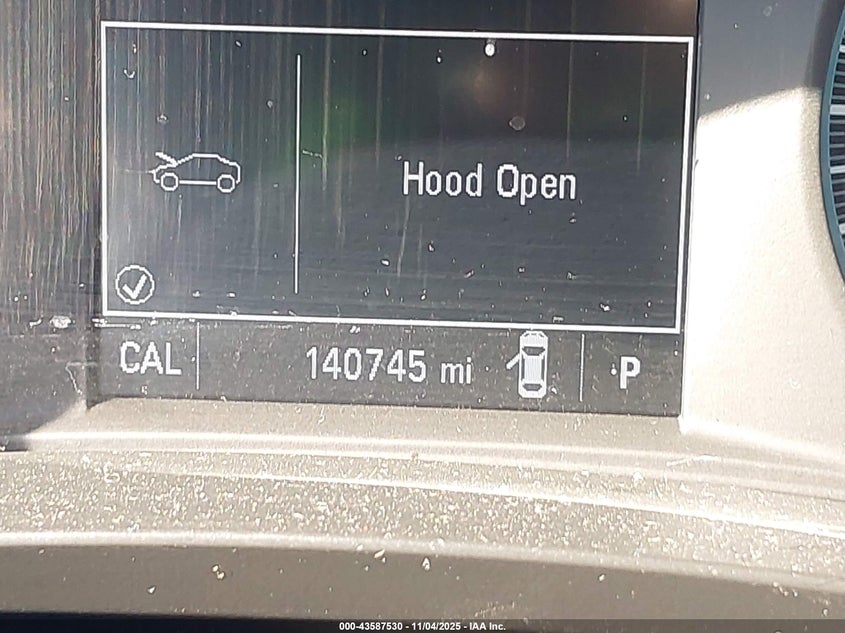 Hood Open
CAL 140745 mi P
000-43587530 - 11/04/2025 - IAA Inc.